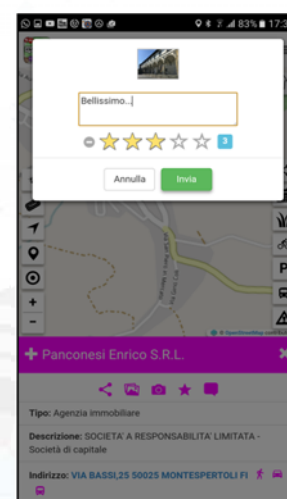 83% 17:3
Bellissimo...
3
Annulla Invia
P
+
-
© OpenStreetMap
+ Panconesi Enrico S.R.L.
Tipo: Agenzia immobiliare
Descrizione: SOCIETA' A RESPONSABILITA' LIMITATA -
Società di capitale
Indirizzo: VIA BASSI,25 50025 MONTESPERTOLI FI